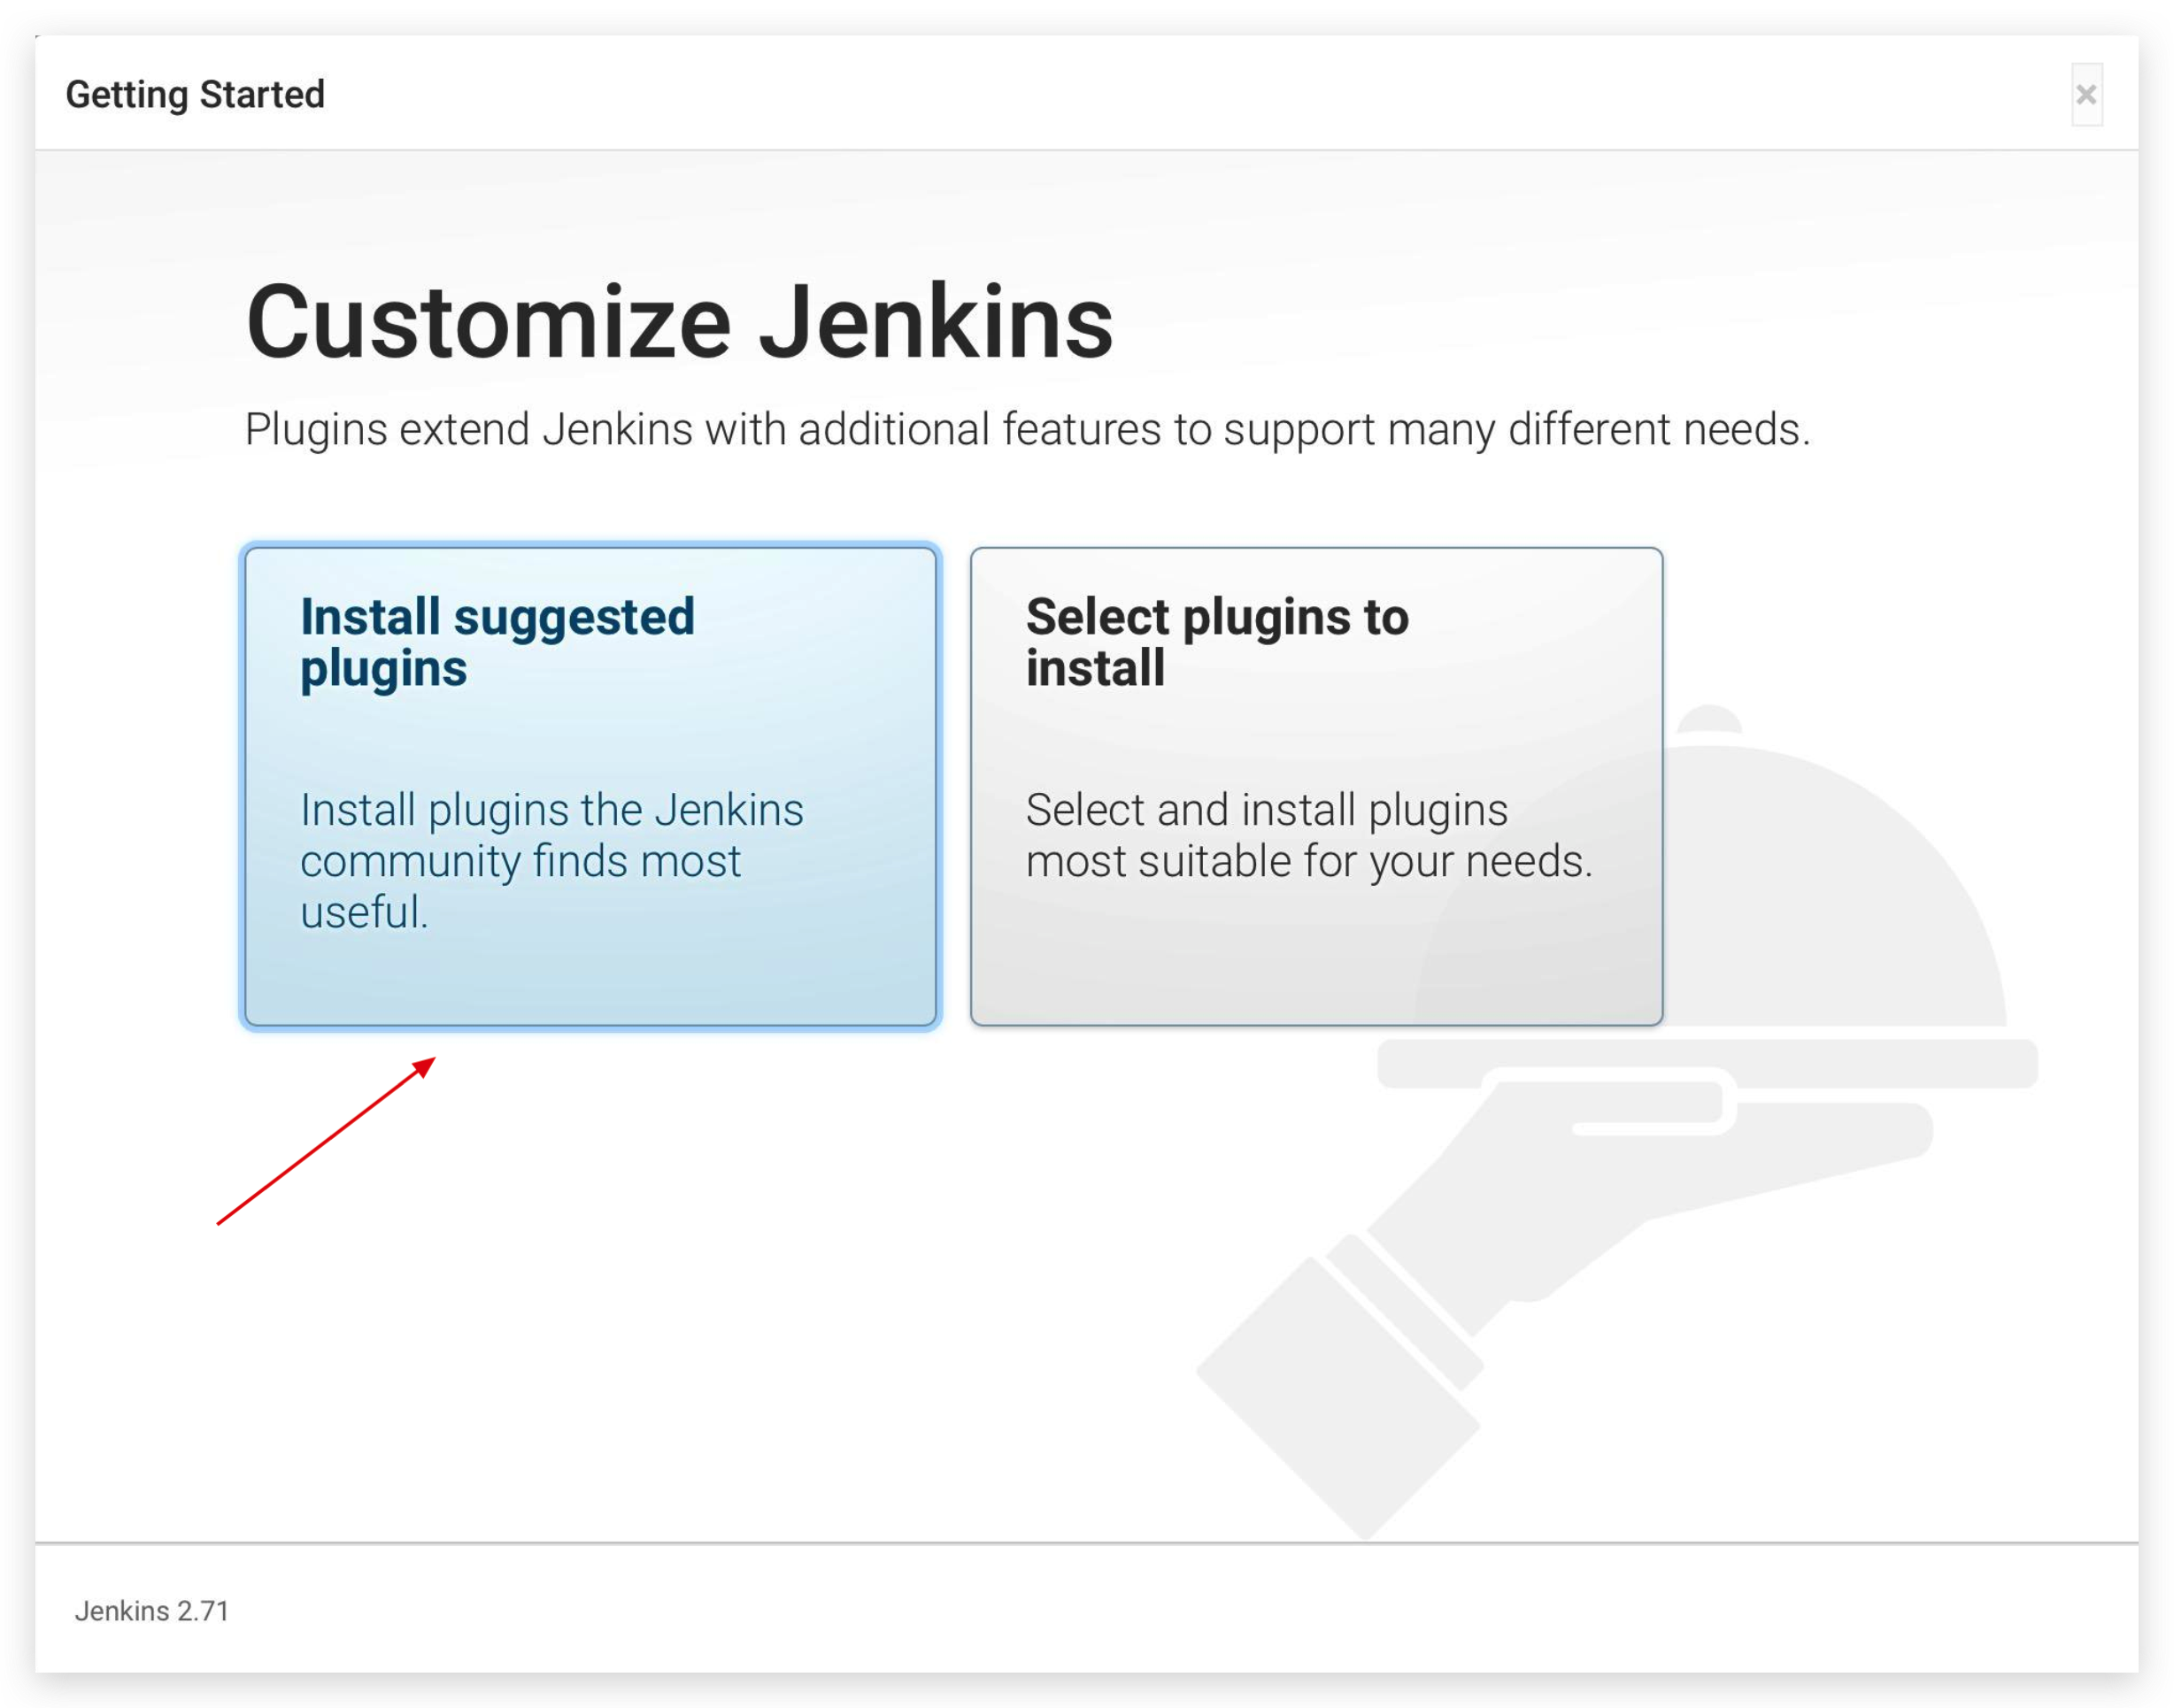 Getting Started
×
Customize Jenkins
Plugins extend Jenkins with additional features to support many different needs.
Install suggested
plugins
Install plugins the Jenkins
community finds most
useful.
Select plugins to
install
Select and install plugins
most suitable for your needs.
Jenkins 2.71